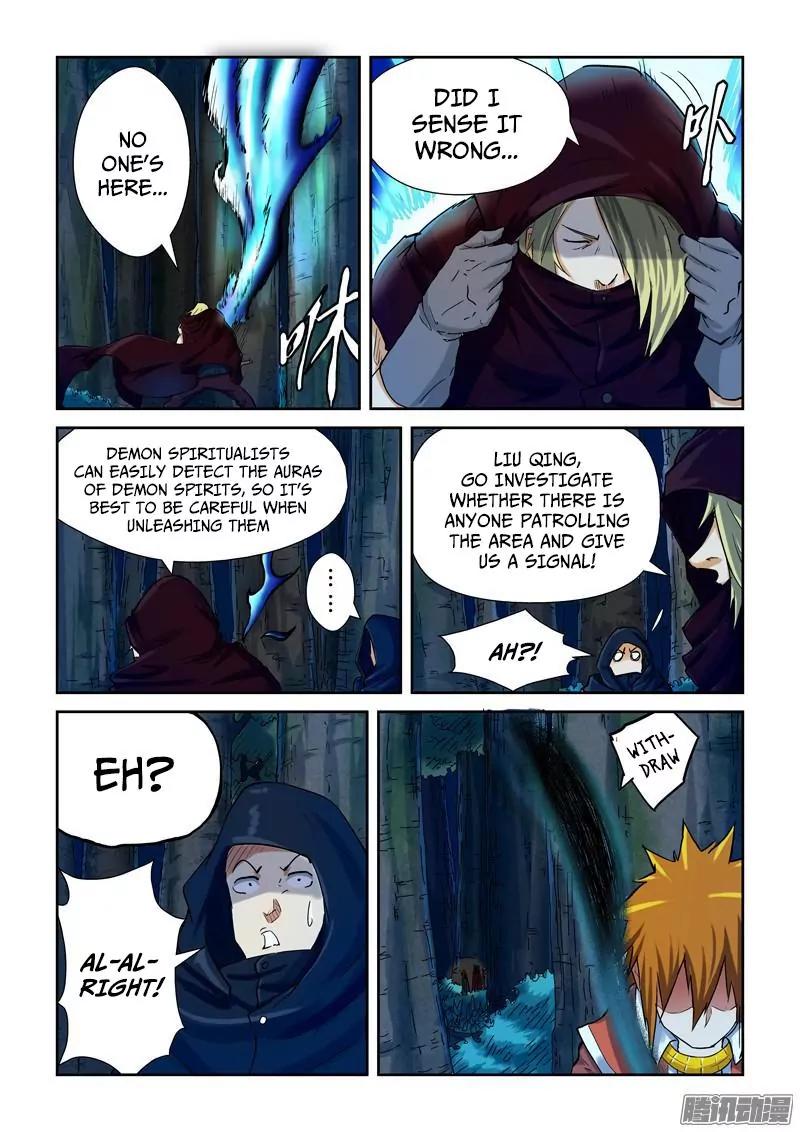 NO
ONE'S
HERE...
咻
DID I
SENSE IT
WRONG...
卟
DEMON SPIRITUALISTS
CAN EASILY DETECT THE AURAS
OF DEMON SPIRITS, SO IT'S
BEST TO BE CAREFUL WHEN
UNLEASHING THEM
......
LIU QING,
GO INVESTIGATE
WHETHER THERE IS
ANYONE PATROLLING
THE AREA AND GIVE
US A SIGNAL!
AH?!
EH?
AL-AL-
RIGHT!
WITH-
DRAW
腾讯动漫